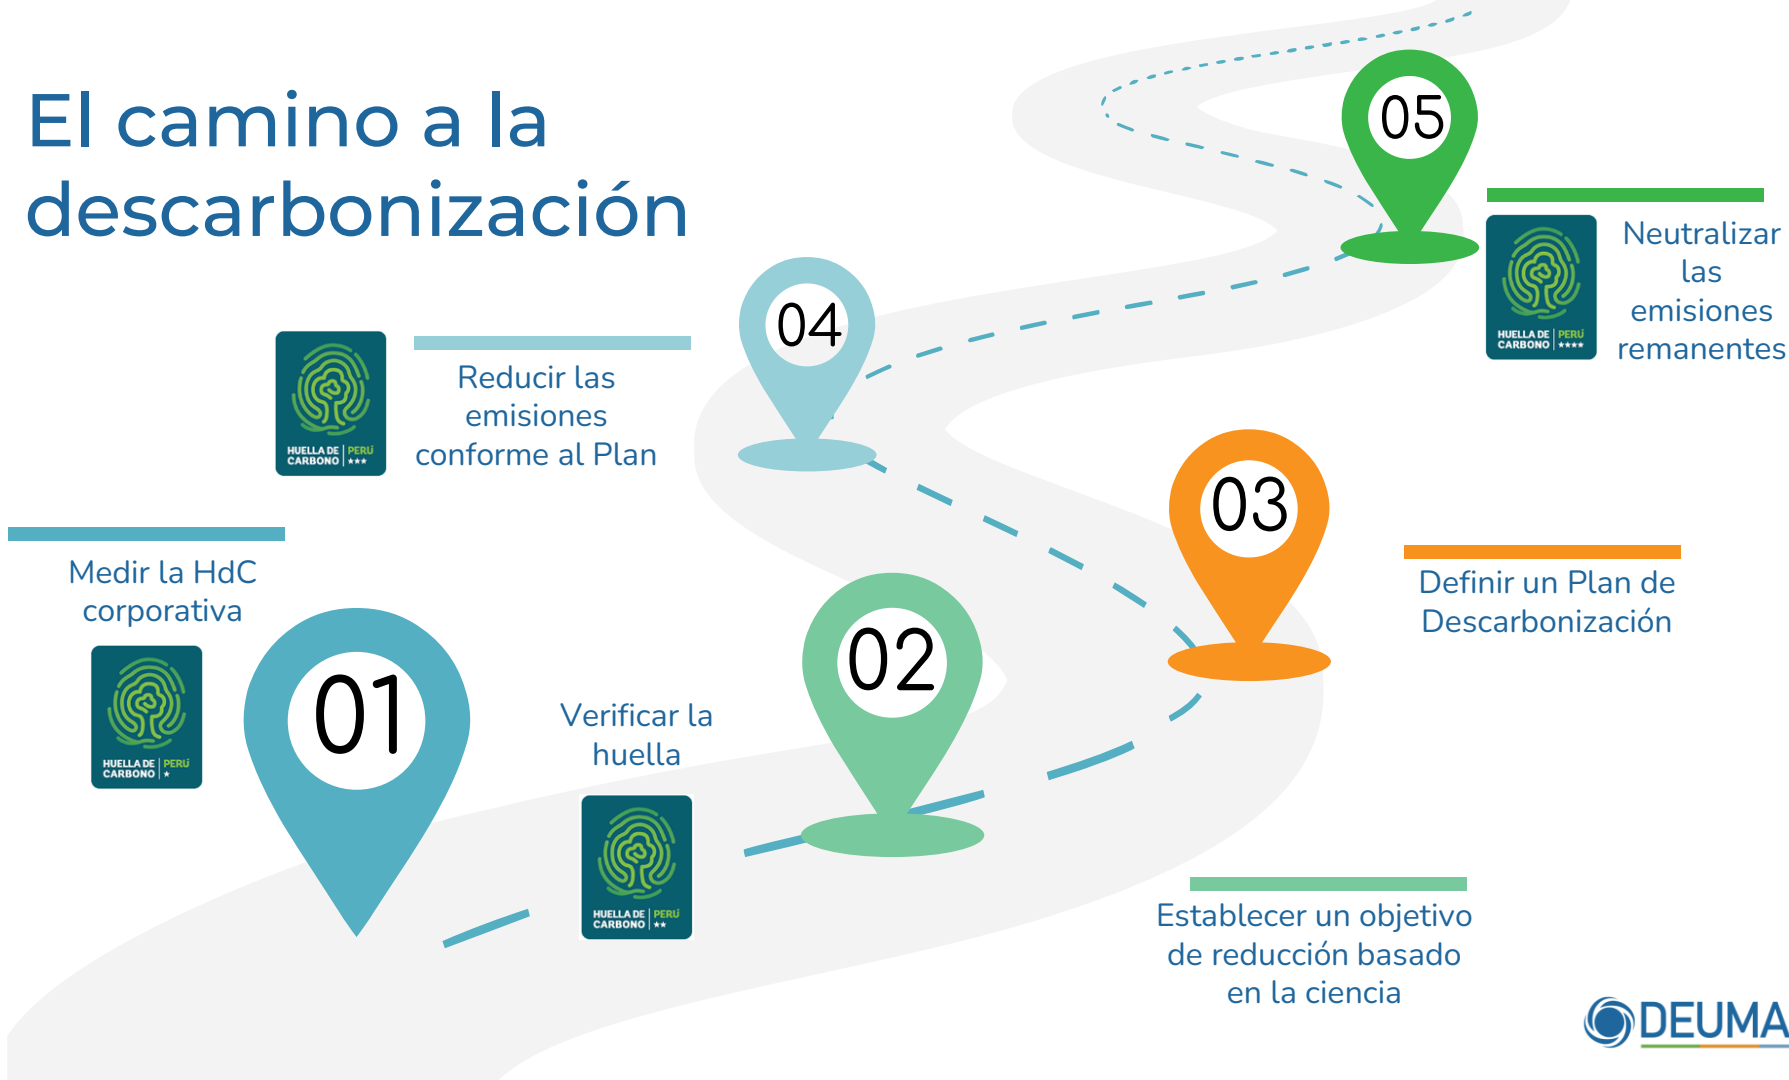 El camino a la
descarbonización
01
Medir la HdC
corporativa
HUELLA DE | PERÚ
CARBONO | ★
Verificar la
huella
HUELLA DE | PERÚ
CARBONO | ★★
02
Establecer un objetivo
de reducción basado
en la ciencia
03
Definir un Plan de
Descarbonización
04
Reducir las
emisiones
conforme al Plan
HUELLA DE | PERÚ
CARBONO | ★★★
05
Neutralizar
las
emisiones
remanentes
HUELLA DE | PERÚ
CARBONO | ★★★★
DEUMAN